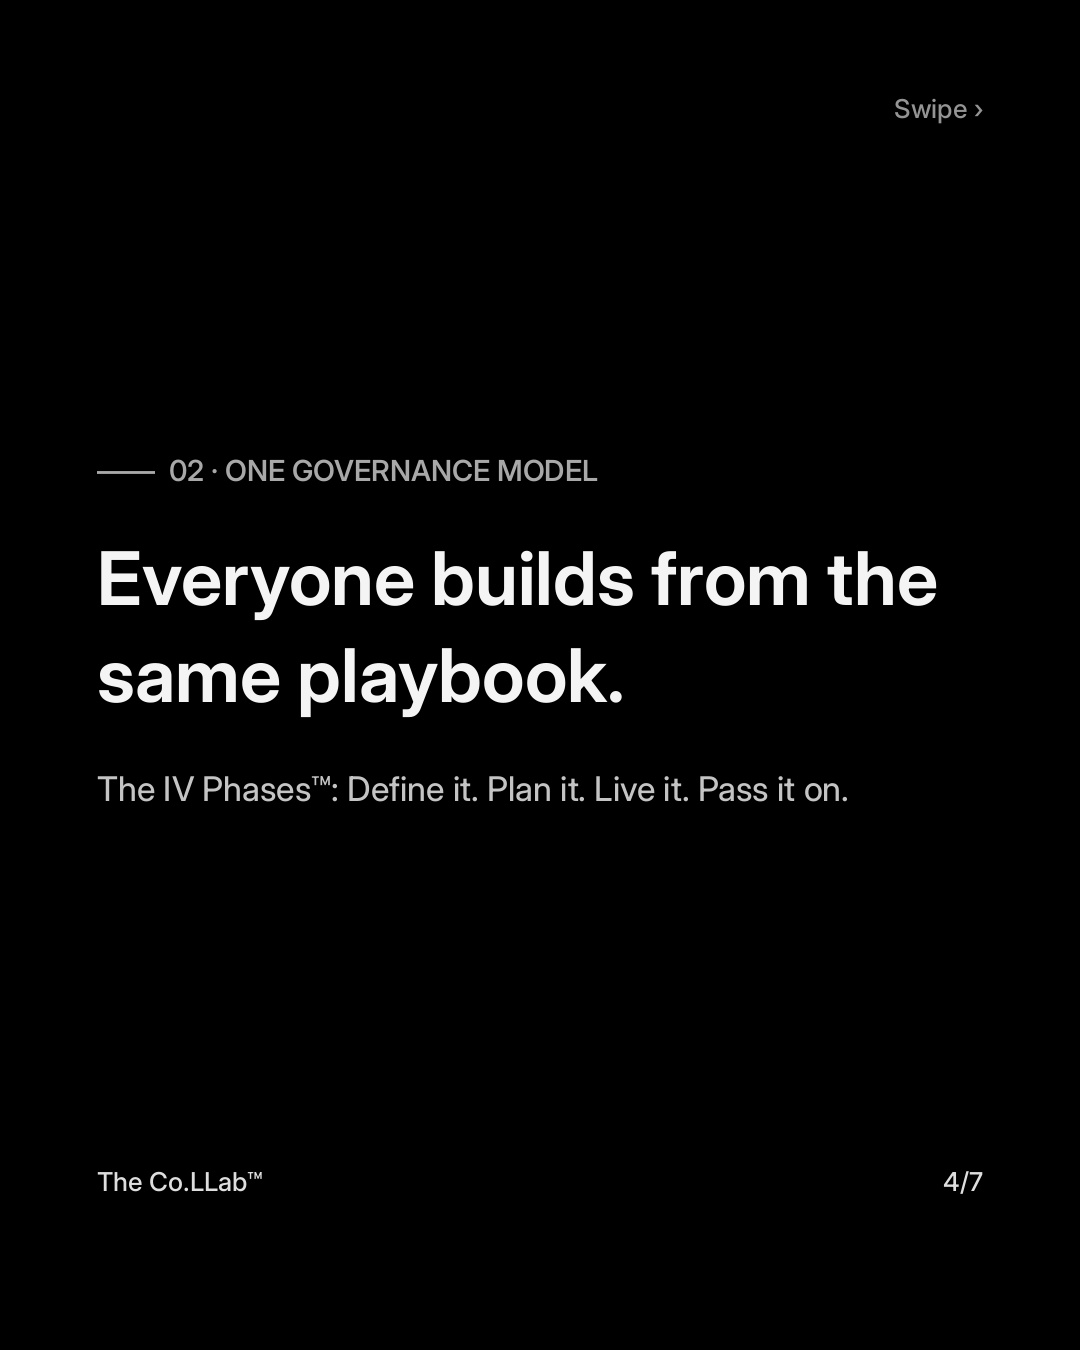 Swipe ›
02 · ONE GOVERNANCE MODEL
Everyone builds from the
same playbook.
The IV Phases™: Define it. Plan it. Live it. Pass it on.
The Co.LLab™
4/7